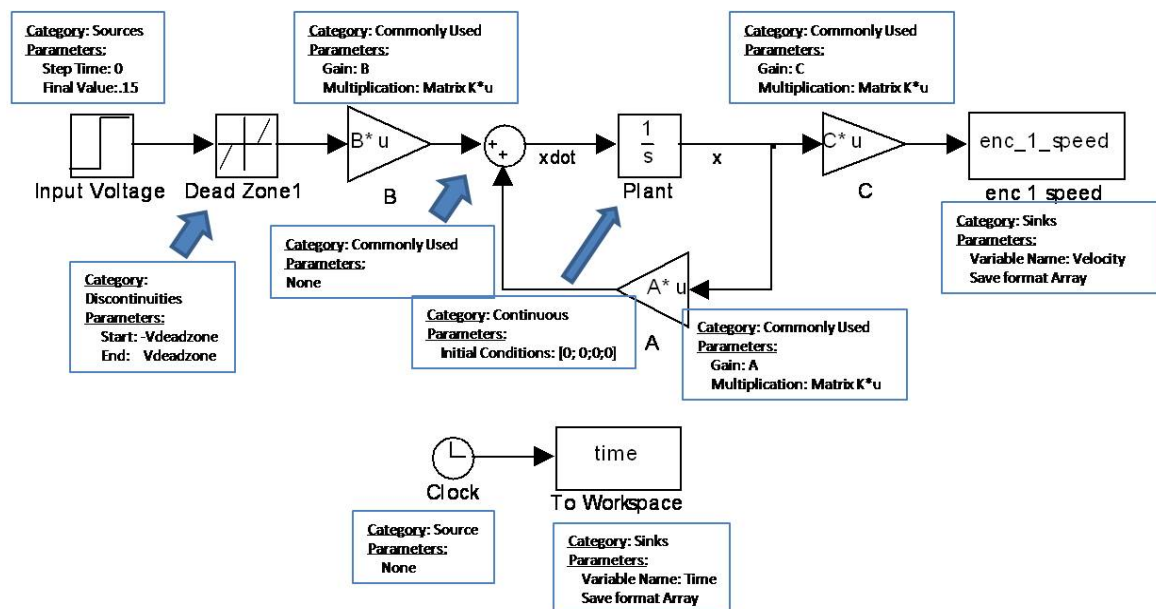 Category: Sources
Parameters:
Step Time: 0
Final Value:.15
Category: Commonly Used
Parameters:
Gain: B
Multiplication: Matrix K*u
Category: Commonly Used
Parameters:
Gain: C
Multiplication: Matrix K*u
Input Voltage
Dead Zone1
B* u
B
+
+
xdot
1
s
Plant
x
C* u
C
enc_1_speed
enc 1 speed
Category:
Discontinuities
Parameters:
Start: -Vdeadzone
End: Vdeadzone
Category: Commonly Used
Parameters:
None
Category: Continuous
Parameters:
Initial Conditions: [0; 0;0;0]
A* u
A
Category: Commonly Used
Parameters:
Gain: A
Multiplication: Matrix K*u
Category: Sinks
Parameters:
Variable Name: Velocity
Save format Array
Clock
time
To Workspace
Category: Source
Parameters:
None
Category: Sinks
Parameters:
Variable Name: Time
Save format Array